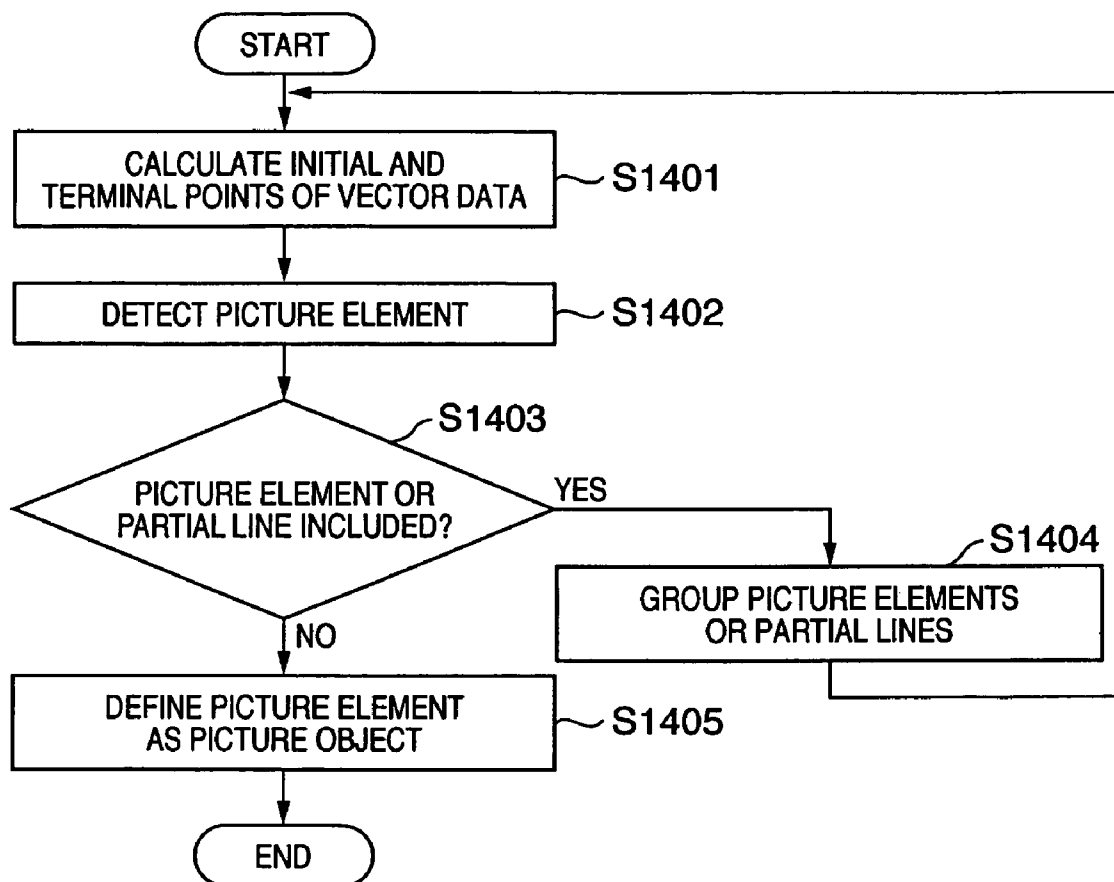 START
CALCULATE INITIAL AND
TERMINAL POINTS OF VECTOR DATA
S1401
DETECT PICTURE ELEMENT
S1402
S1403
PICTURE ELEMENT OR
PARTIAL LINE INCLUDED?
YES
S1404
GROUP PICTURE ELEMENTS
OR PARTIAL LINES
NO
DEFINE PICTURE ELEMENT
AS PICTURE OBJECT
S1405
END